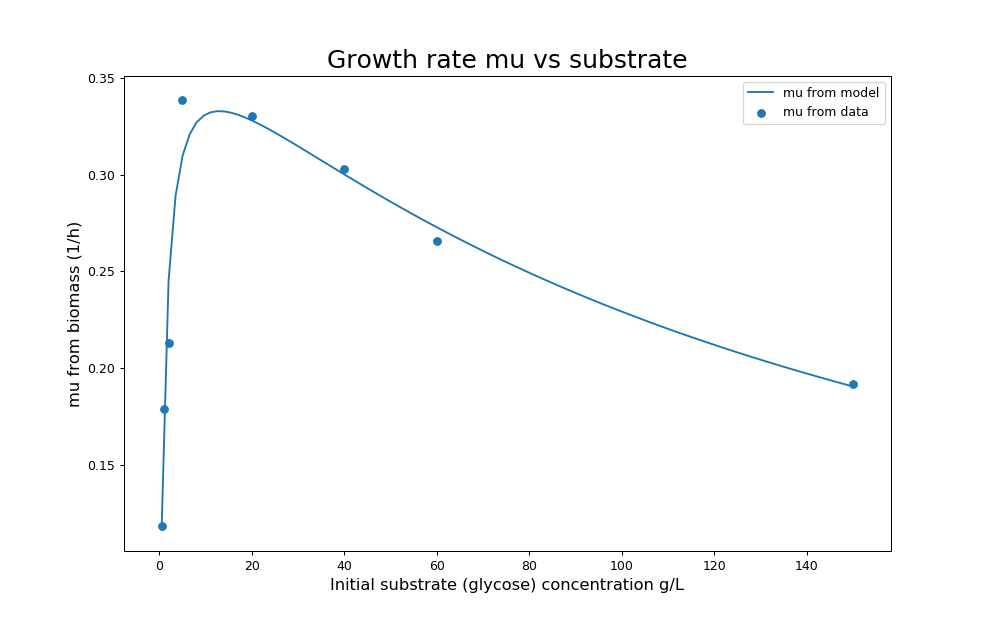 Growth rate mu vs substrate
mu from model
mu from data
mu from biomass (1/h)
0.35
0.30
0.25
0.20
0.15
0 20 40 60 80 100 120 140
Initial substrate (glycose) concentration g/L